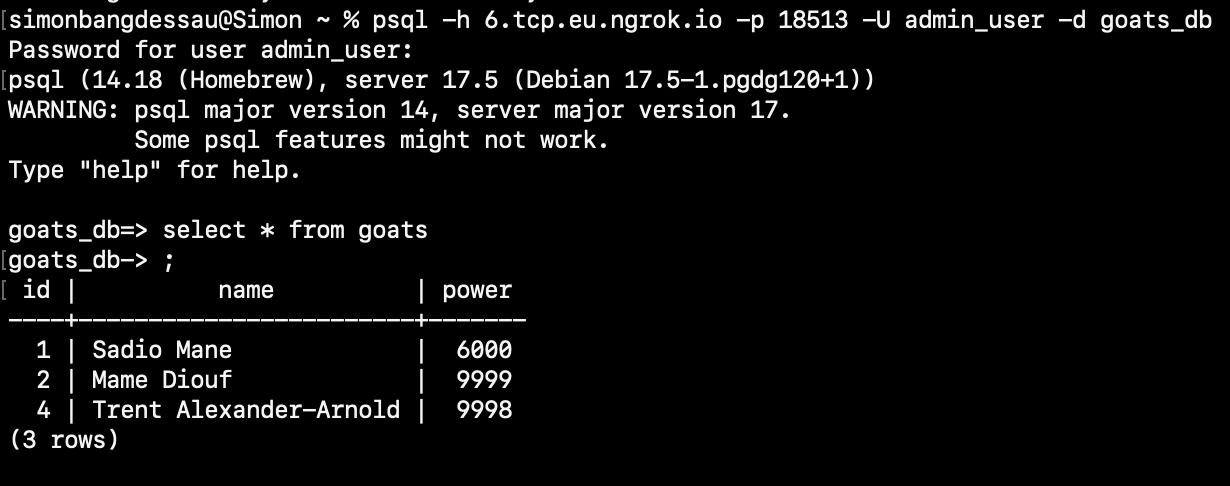 simonbangdessau@Simon ~ % psql -h 6.tcp.eu.ngrok.io -p 18513 -U admin_user -d goats_db
Password for user admin_user:
psql (14.18 (Homebrew), server 17.5 (Debian 17.5-1.pgdg120+1))
WARNING: psql major version 14, server major version 17.
         Some psql features might not work.
Type "help" for help.

goats_db=> select * from goats
goats_db-> ;
 id |          name          | power
----+------------------------+-------
  1 | Sadio Mane             |  6000
  2 | Mame Diouf             |  9999
  4 | Trent Alexander-Arnold |  9998
(3 rows)